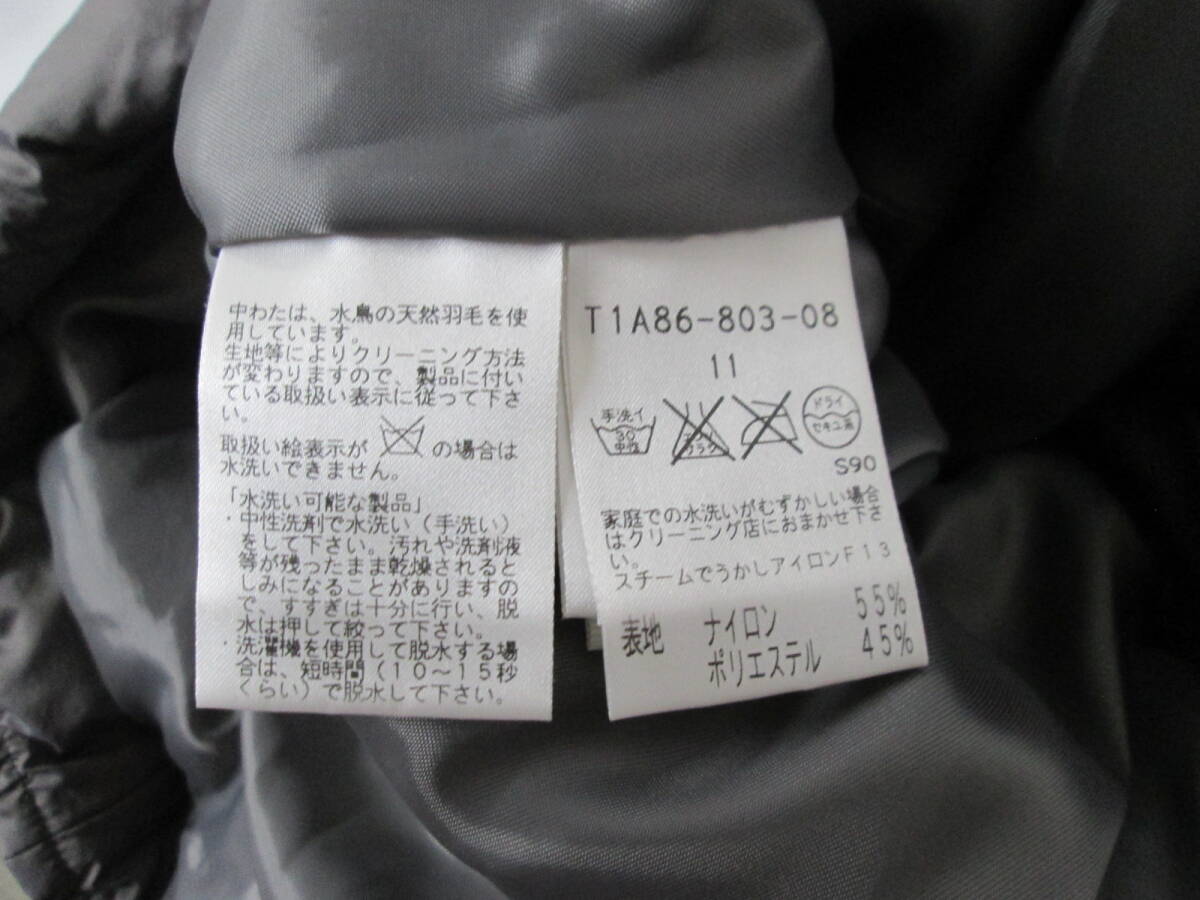 中わたは、水鳥の天然羽毛を使
用しています。
生地等によりクリーニング方法
が変わりますので、製品に付い
ている取扱い表示に従って下さ
い。
取扱い絵表示が の場合は
水洗いできません。
「水洗い可能な製品」
・中性洗剤で水洗い（手洗い）
をして下さい。汚れや洗剤液
等が残ったまま乾燥されると
しみになることがありますの
で、すすぎは十分に行い、脱
水は押して絞って下さい。
・洗濯機を使用して脱水する場
合は、短時間（10～15秒
くらい）で脱水して下さい。
T1A86-803-08
11
手洗イ
30
中性
エンソ
サラシ
ドライ
セキユ系
S90
家庭での水洗いがむずかしい場合
はクリーニング店におまかせ下さ
い。
スチームでうかしアイロンF13
表地 ナイロン 55%
ポリエステル 45%